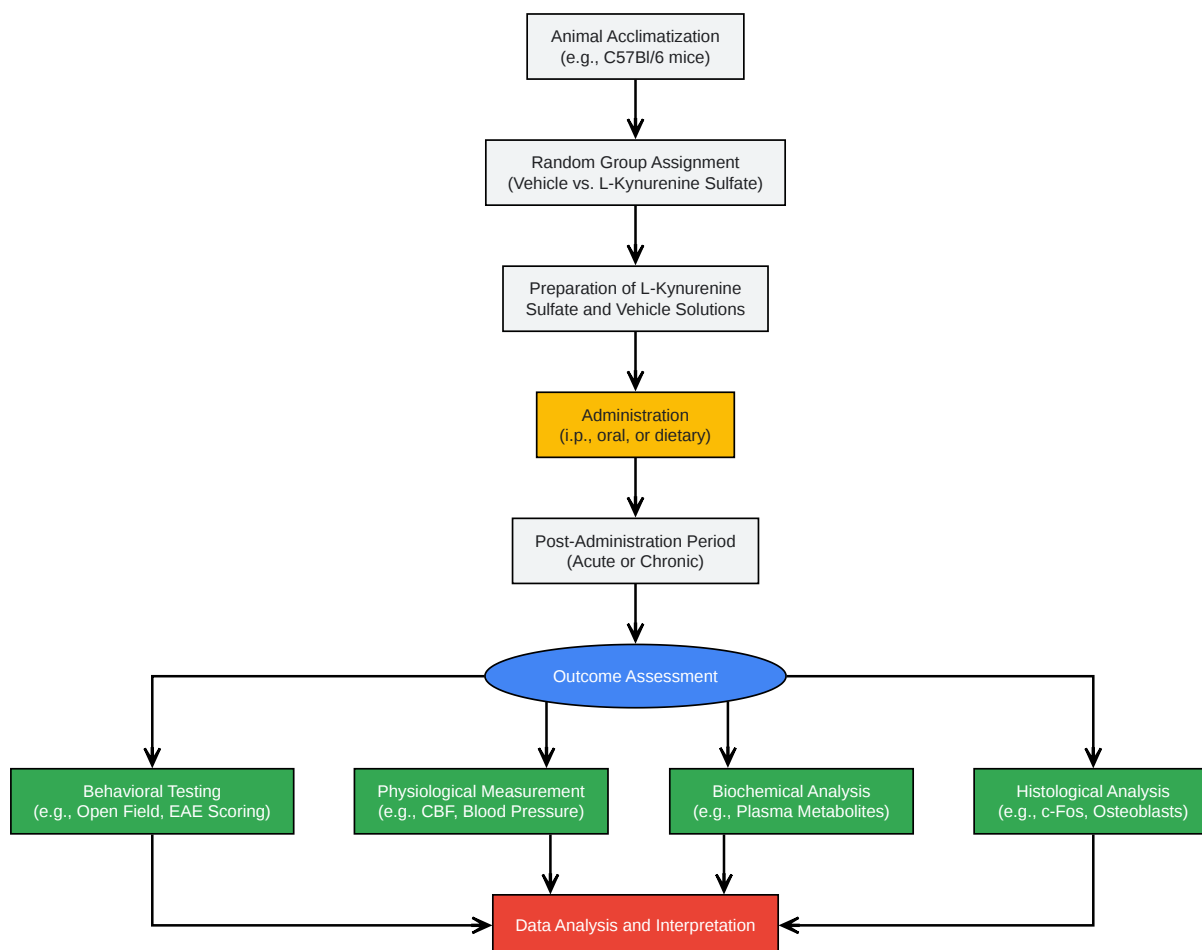 Animal Acclimatization
(e.g., C57Bl/6 mice)
Random Group Assignment
(Vehicle vs. L-Kynurenine Sulfate)
Preparation of L-Kynurenine
Sulfate and Vehicle Solutions
Administration
(i.p., oral, or dietary)
Post-Administration Period
(Acute or Chronic)
Outcome Assessment
Behavioral Testing
(e.g., Open Field, EAE Scoring)
Physiological Measurement
(e.g., CBF, Blood Pressure)
Biochemical Analysis
(e.g., Plasma Metabolites)
Histological Analysis
(e.g., c-Fos, Osteoblasts)
Data Analysis and Interpretation